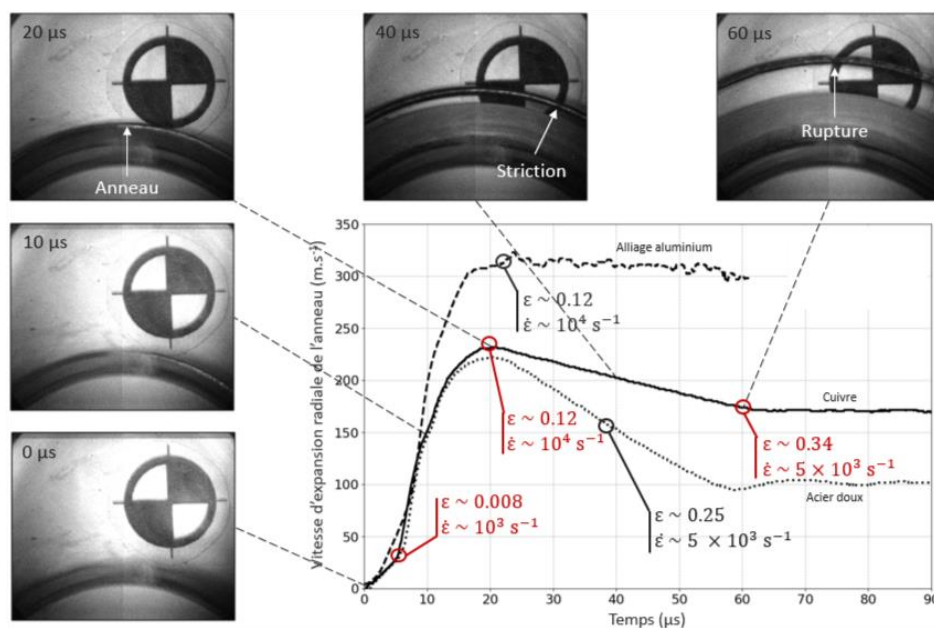 20 µs
Anneau
40 µs
Striction
60 µs
Rupture
10 µs
0 µs
Vitesse d'expansion radiale de l'anneau (m.s⁻¹)
350
300
250
200
150
100
50
0
Alliage aluminium
ε ~ 0.12
ε̇ ~ 10⁴ s⁻¹
ε ~ 0.12
ε̇ ~ 10⁴ s⁻¹
Cuivre
ε ~ 0.34
ε̇ ~ 5 × 10³ s⁻¹
Acier doux
ε ~ 0.008
ε̇ ~ 10³ s⁻¹
ε ~ 0.25
ε̇ ~ 5 × 10³ s⁻¹
0 10 20 30 40 50 60 70 80 90
Temps (µs)